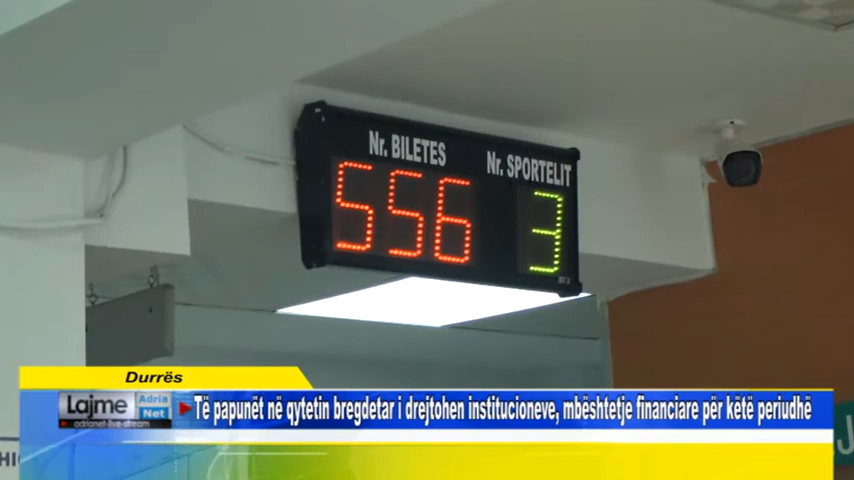 Nr. BILETES
Nr. SPORTELIT
556
3
Durrës
Lajme
Adria
Net
adrianet-live-stream
Të papunët në qytetin bregdetar i drejtohen institucioneve, mbështetje financiare për këtë periudhë